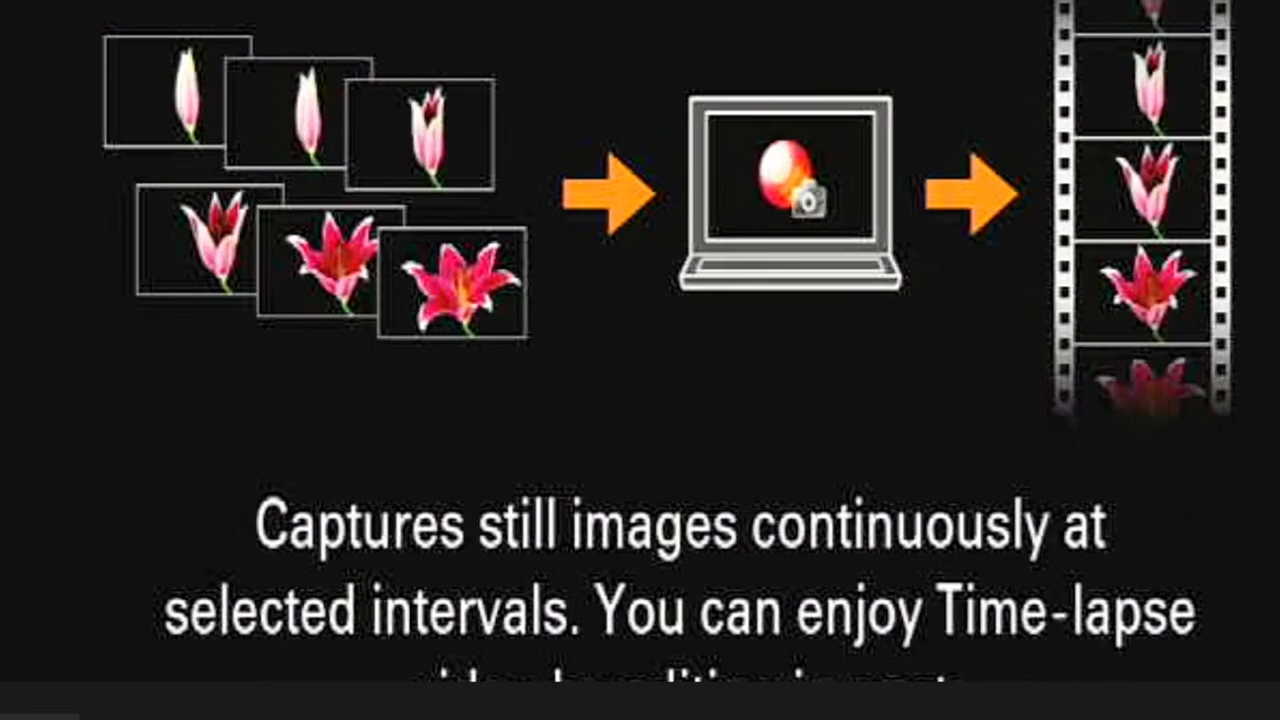 Captures still images continuously at
selected intervals. You can enjoy Time-lapse